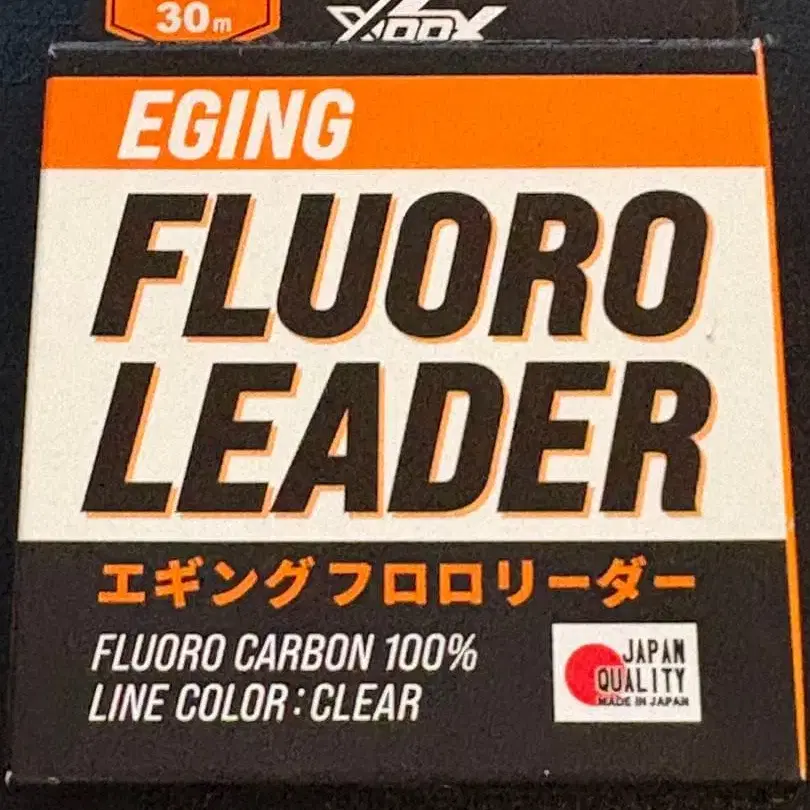 30m
XOOX
EGING
FLUORO
LEADER
エギングフロロリーダー
FLUORO CARBON 100%
LINE COLOR:CLEAR
JAPAN
QUALITY
MADE IN JAPAN